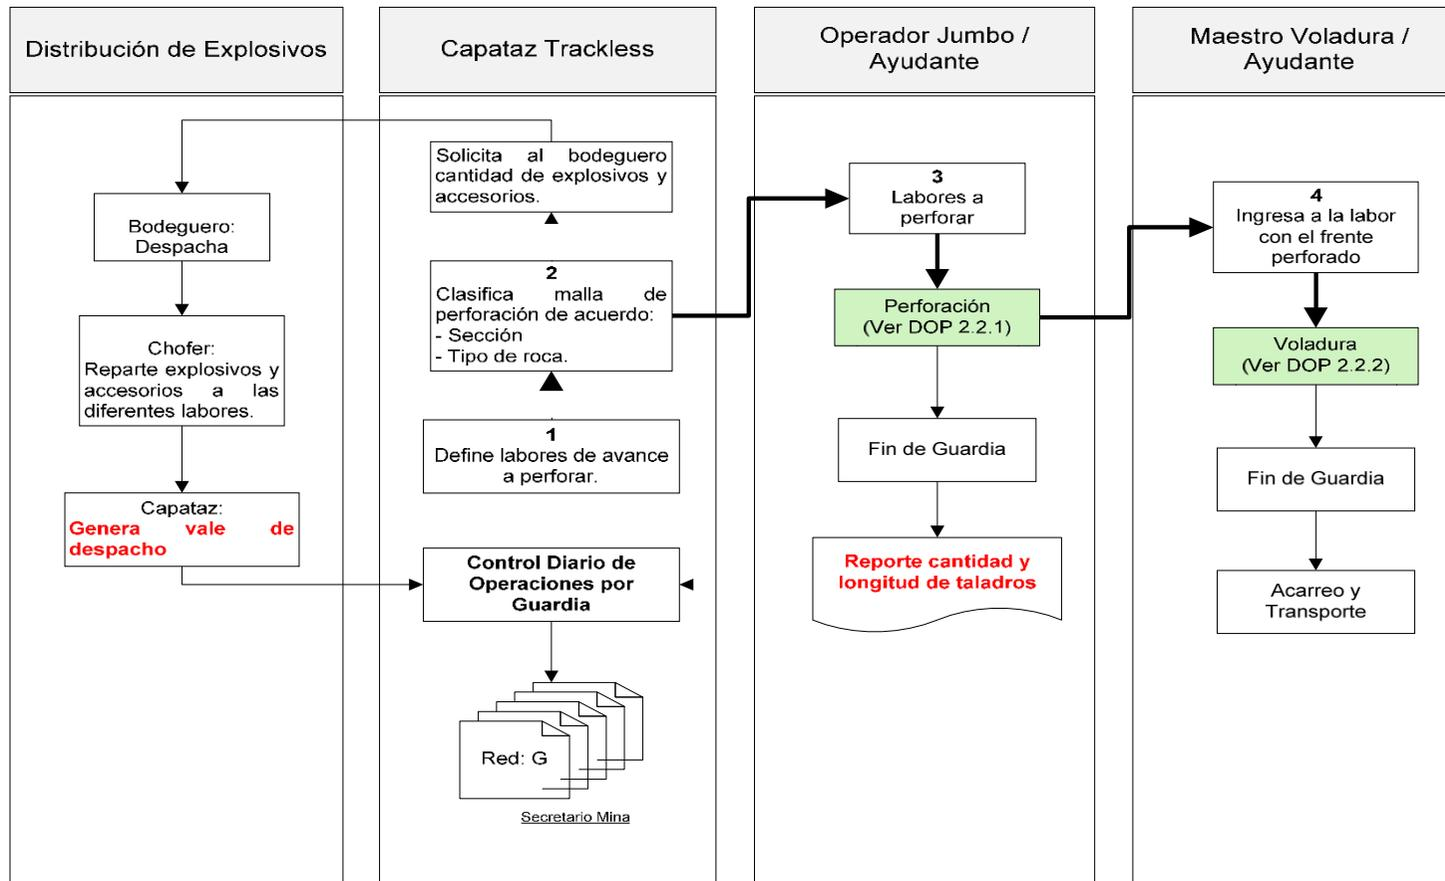 Distribución de Explosivos
Capataz Trackless
Operador Jumbo /
Ayudante
Maestro Voladura /
Ayudante
Bodeguero:
Despacha
Chofer:
Reparte explosivos y
accesorios a las
diferentes labores.
Capataz:
Genera vale de
despacho
Solicita al bodeguero
cantidad de explosivos y
accesorios.
2
Clasifica malla de
perforación de acuerdo:
- Sección
- Tipo de roca.
1
Define labores de avance
a perforar.
Control Diario de
Operaciones por
Guardia
Red: G
Secretario Mina
3
Labores a
perforar
Perforación
(Ver DOP 2.2.1)
Fin de Guardia
Reporte cantidad y
longitud de taladros
4
Ingresa a la labor
con el frente
perforado
Voladura
(Ver DOP 2.2.2)
Fin de Guardia
Acarreo y
Transporte